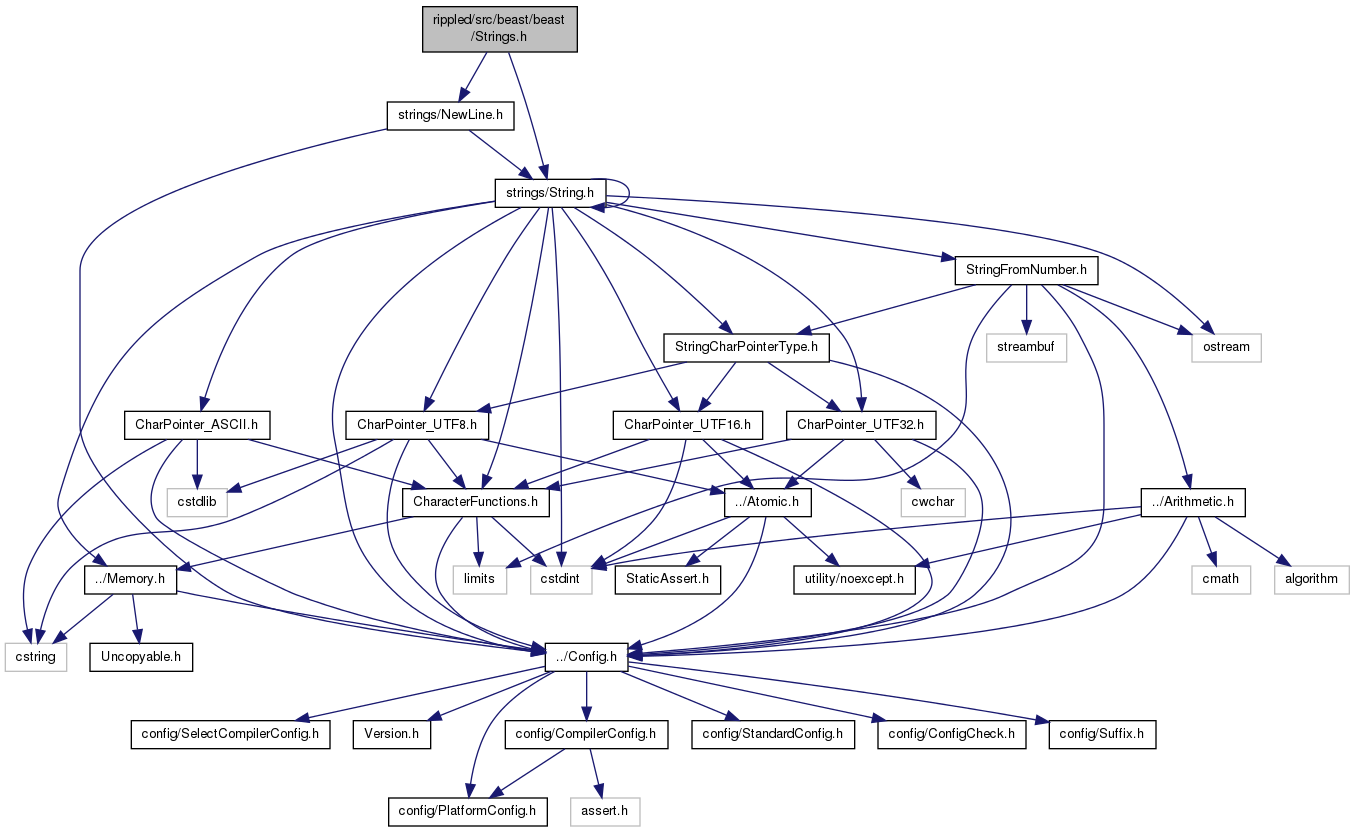 rippled/src/beast/beast
/Strings.h
strings/NewLine.h
strings/String.h
StringFromNumber.h
StringCharPointerType.h
streambuf
ostream
CharPointer_ASCII.h
CharPointer_UTF8.h
CharPointer_UTF16.h
CharPointer_UTF32.h
cstdlib
CharacterFunctions.h
../Atomic.h
cwchar
../Arithmetic.h
../Memory.h
limits
cstdint
StaticAssert.h
utility/noexcept.h
cmath
algorithm
cstring
Uncopyable.h
../Config.h
config/SelectCompilerConfig.h
Version.h
config/CompilerConfig.h
config/StandardConfig.h
config/ConfigCheck.h
config/Suffix.h
config/PlatformConfig.h
assert.h